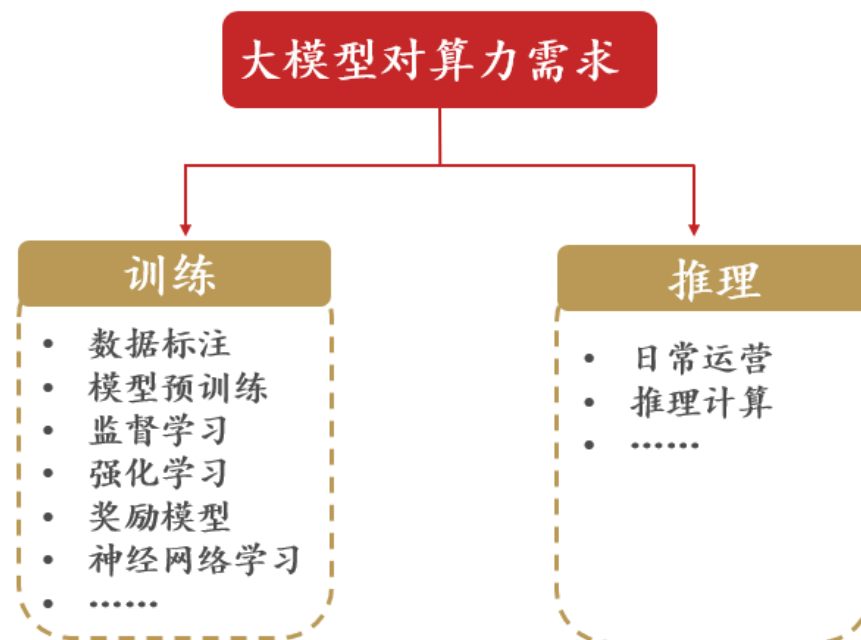 大模型对算力需求
训练
• 数据标注
• 模型预训练
• 监督学习
• 强化学习
• 奖励模型
• 神经网络学习
• ……
推理
• 日常运营
• 推理计算
• ……